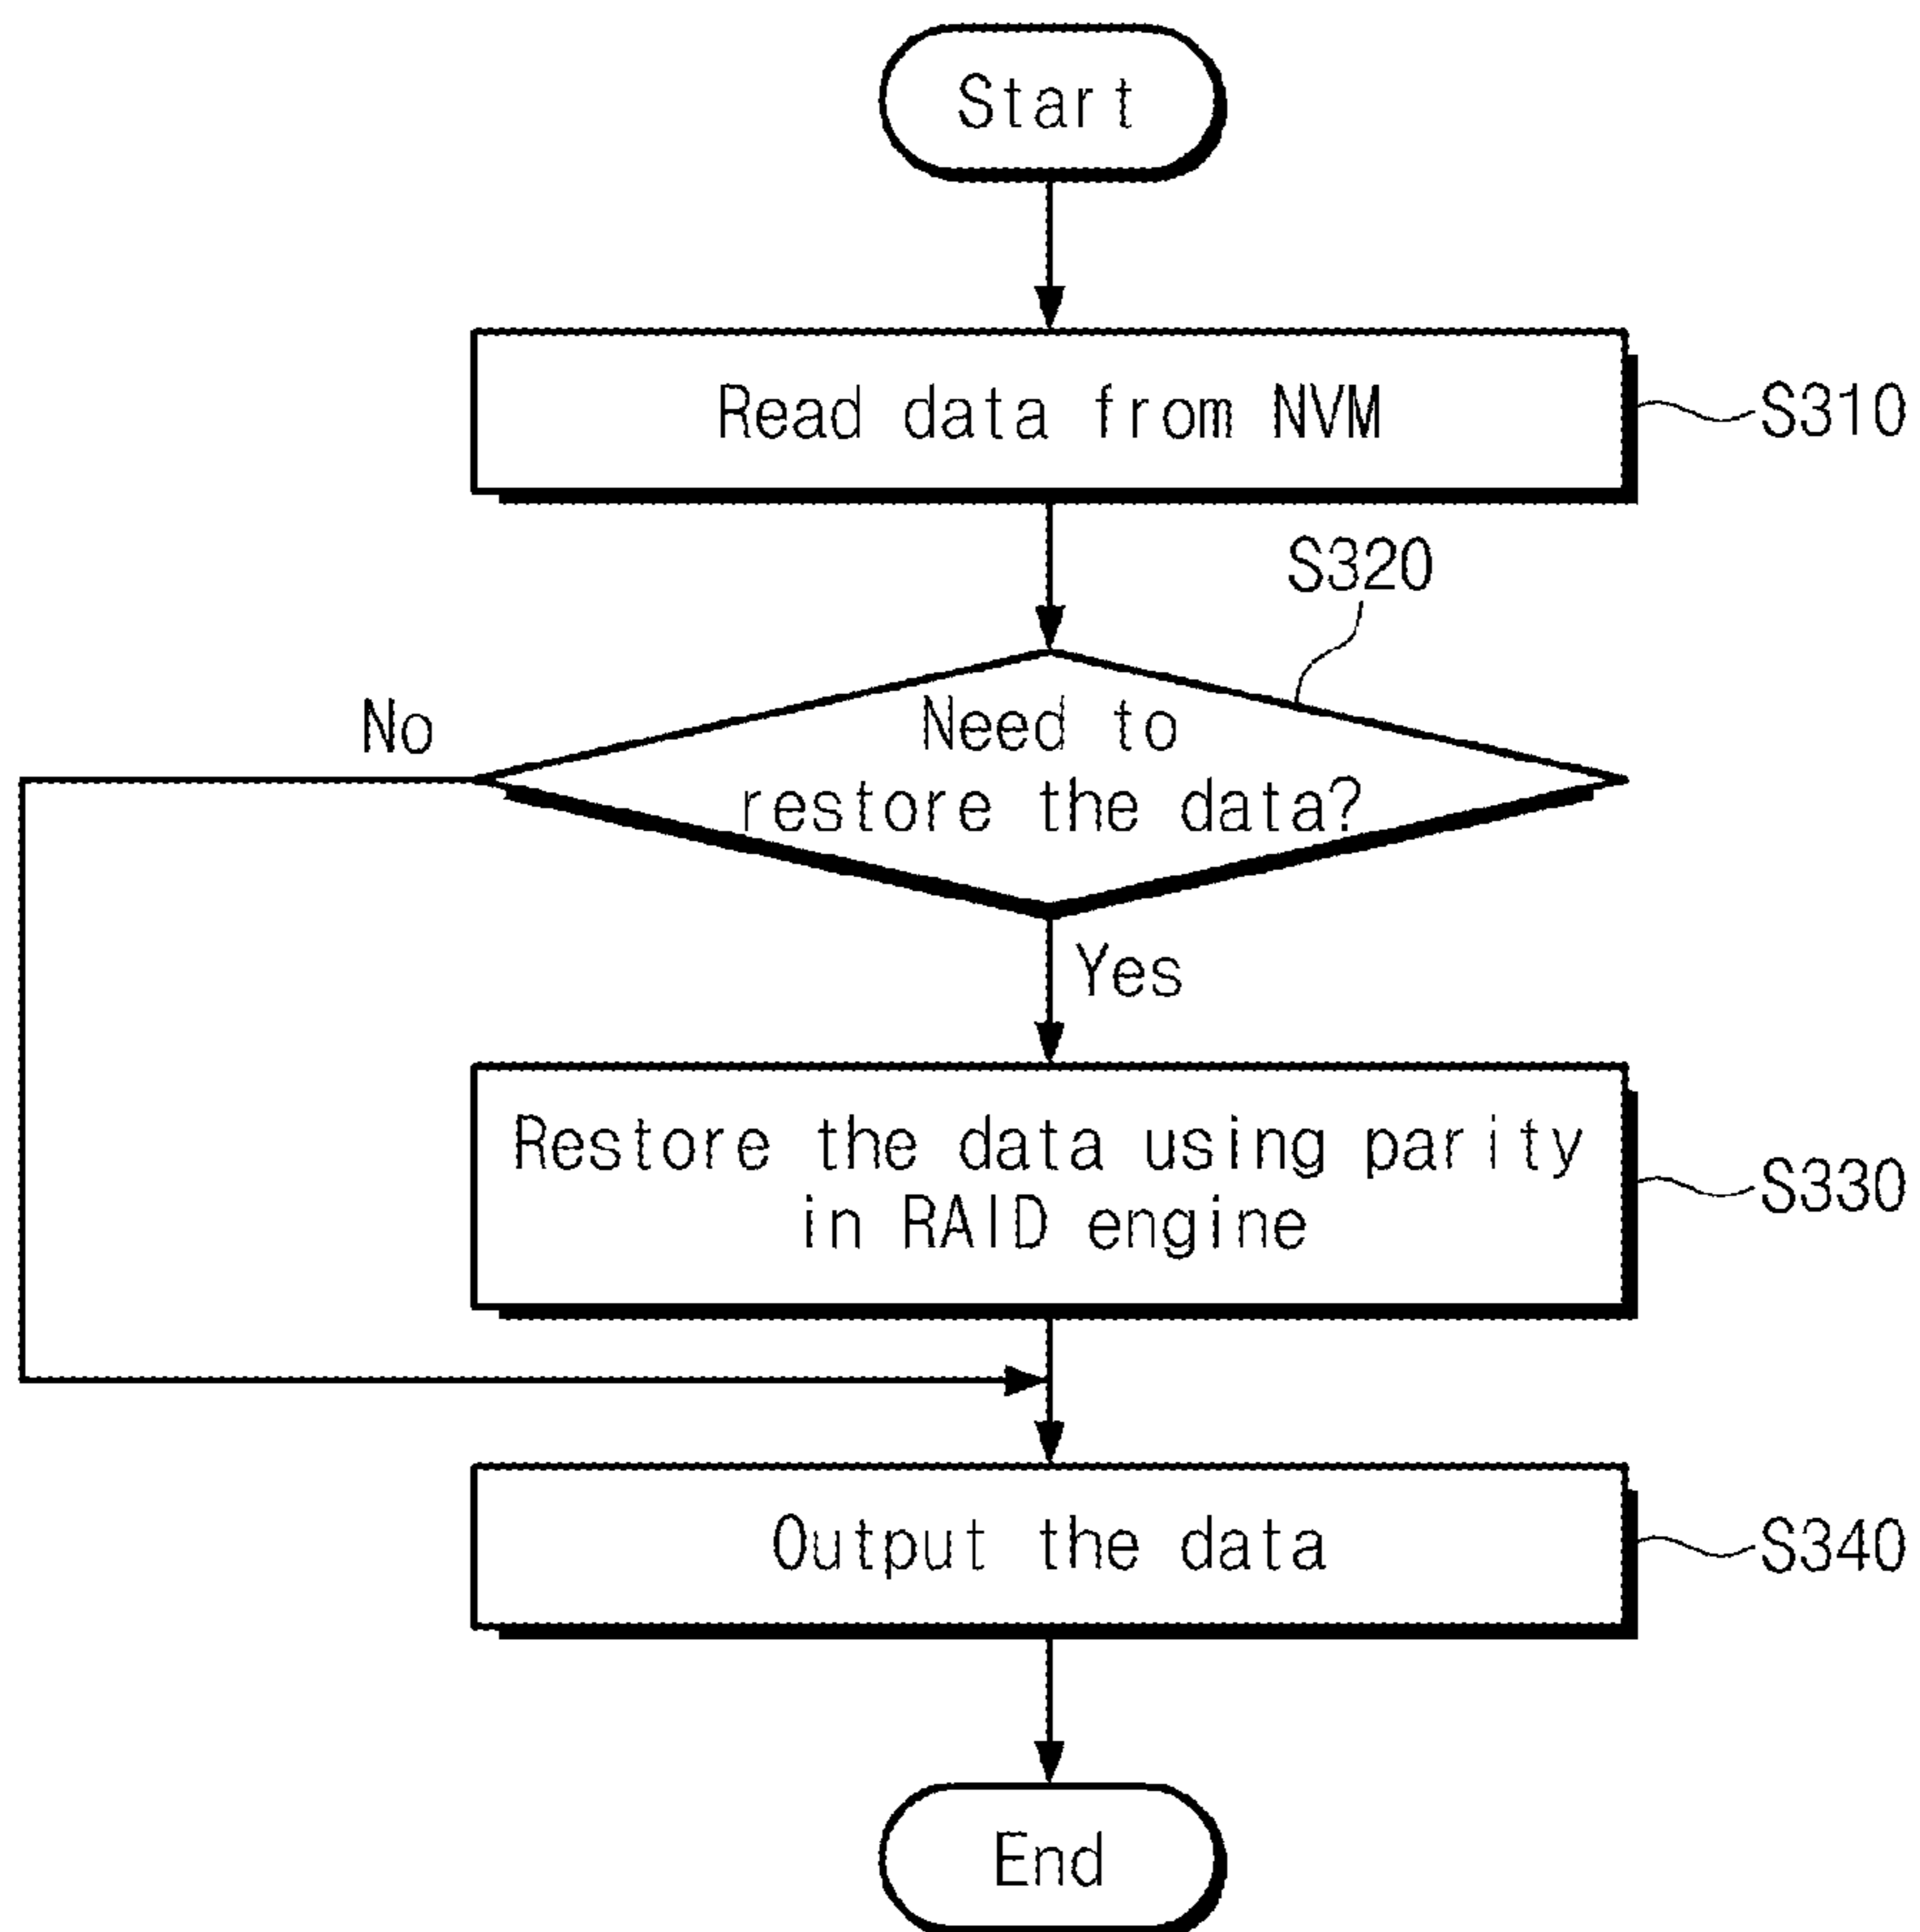 Start
Read data from NVM
S310
S320
Need to
restore the data?
No
Yes
Restore the data using parity
in RAID engine
S330
Output the data
S340
End